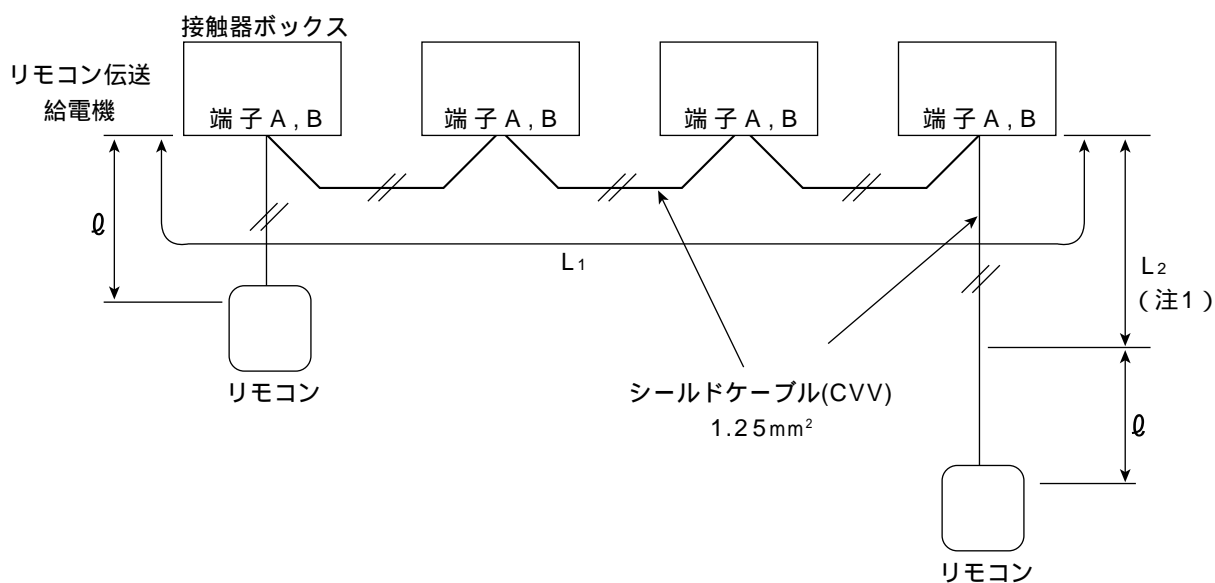 接触器ボックス
リモコン伝送
給電機
端子A,B
端子A,B
端子A,B
端子A,B
ℓ
L₁
L₂
(注1)
リモコン
シールドケーブル(CVV)
1.25mm²
ℓ
リモコン